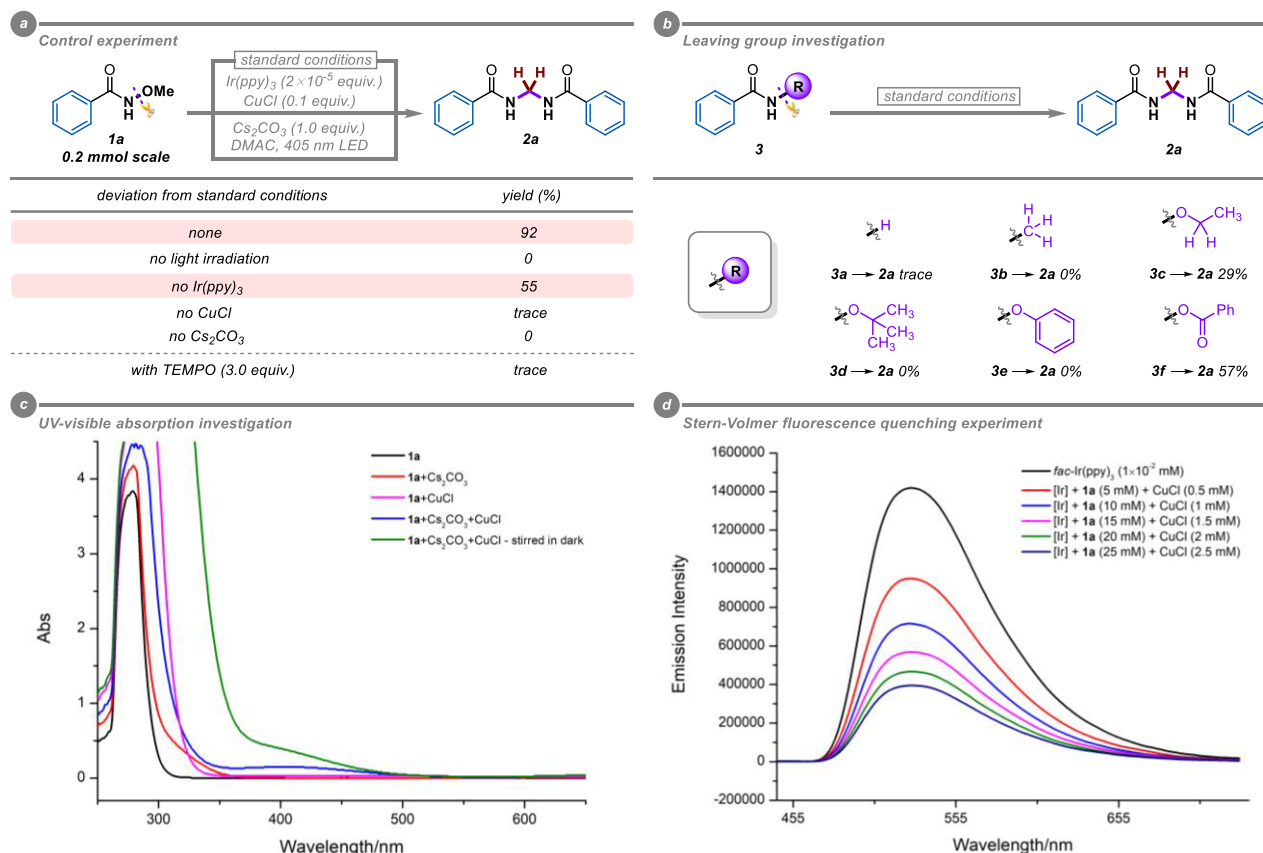 a
Control experiment
O
N
H
OMe
1a
0.2 mmol scale
standard conditions
Ir(ppy)₃ (2×10⁻⁵ equiv.)
CuCl (0.1 equiv.)
Cs₂CO₃ (1.0 equiv.)
DMAC, 405 nm LED
O H H O
N N
H H
2a
deviation from standard conditions yield (%)
none 92
no light irradiation 0
no Ir(ppy)₃ 55
no CuCl trace
no Cs₂CO₃ 0
with TEMPO (3.0 equiv.) trace
b
Leaving group investigation
O
N
H
R
3
standard conditions
O H H O
N N
H H
2a
R
H
3a → 2a trace
H
C H
H
3b → 2a 0%
O CH₃
H H
3c → 2a 29%
O CH₃
CH₃
CH₃
3d → 2a 0%
O
3e → 2a 0%
O Ph
O
3f → 2a 57%
c
UV-visible absorption investigation
1a
1a+Cs₂CO₃
1a+CuCl
1a+Cs₂CO₃+CuCl
1a+Cs₂CO₃+CuCl - stirred in dark
Abs
4
3
2
1
0
300 400 500 600
Wavelength/nm
d
Stern-Volmer fluorescence quenching experiment
fac-Ir(ppy)₃ (1×10⁻² mM)
[Ir] + 1a (5 mM) + CuCl (0.5 mM)
[Ir] + 1a (10 mM) + CuCl (1 mM)
[Ir] + 1a (15 mM) + CuCl (1.5 mM)
[Ir] + 1a (20 mM) + CuCl (2 mM)
[Ir] + 1a (25 mM) + CuCl (2.5 mM)
Emission Intensity
1600000
1400000
1200000
1000000
800000
600000
400000
200000
0
-200000
455 555 655
Wavelength/nm